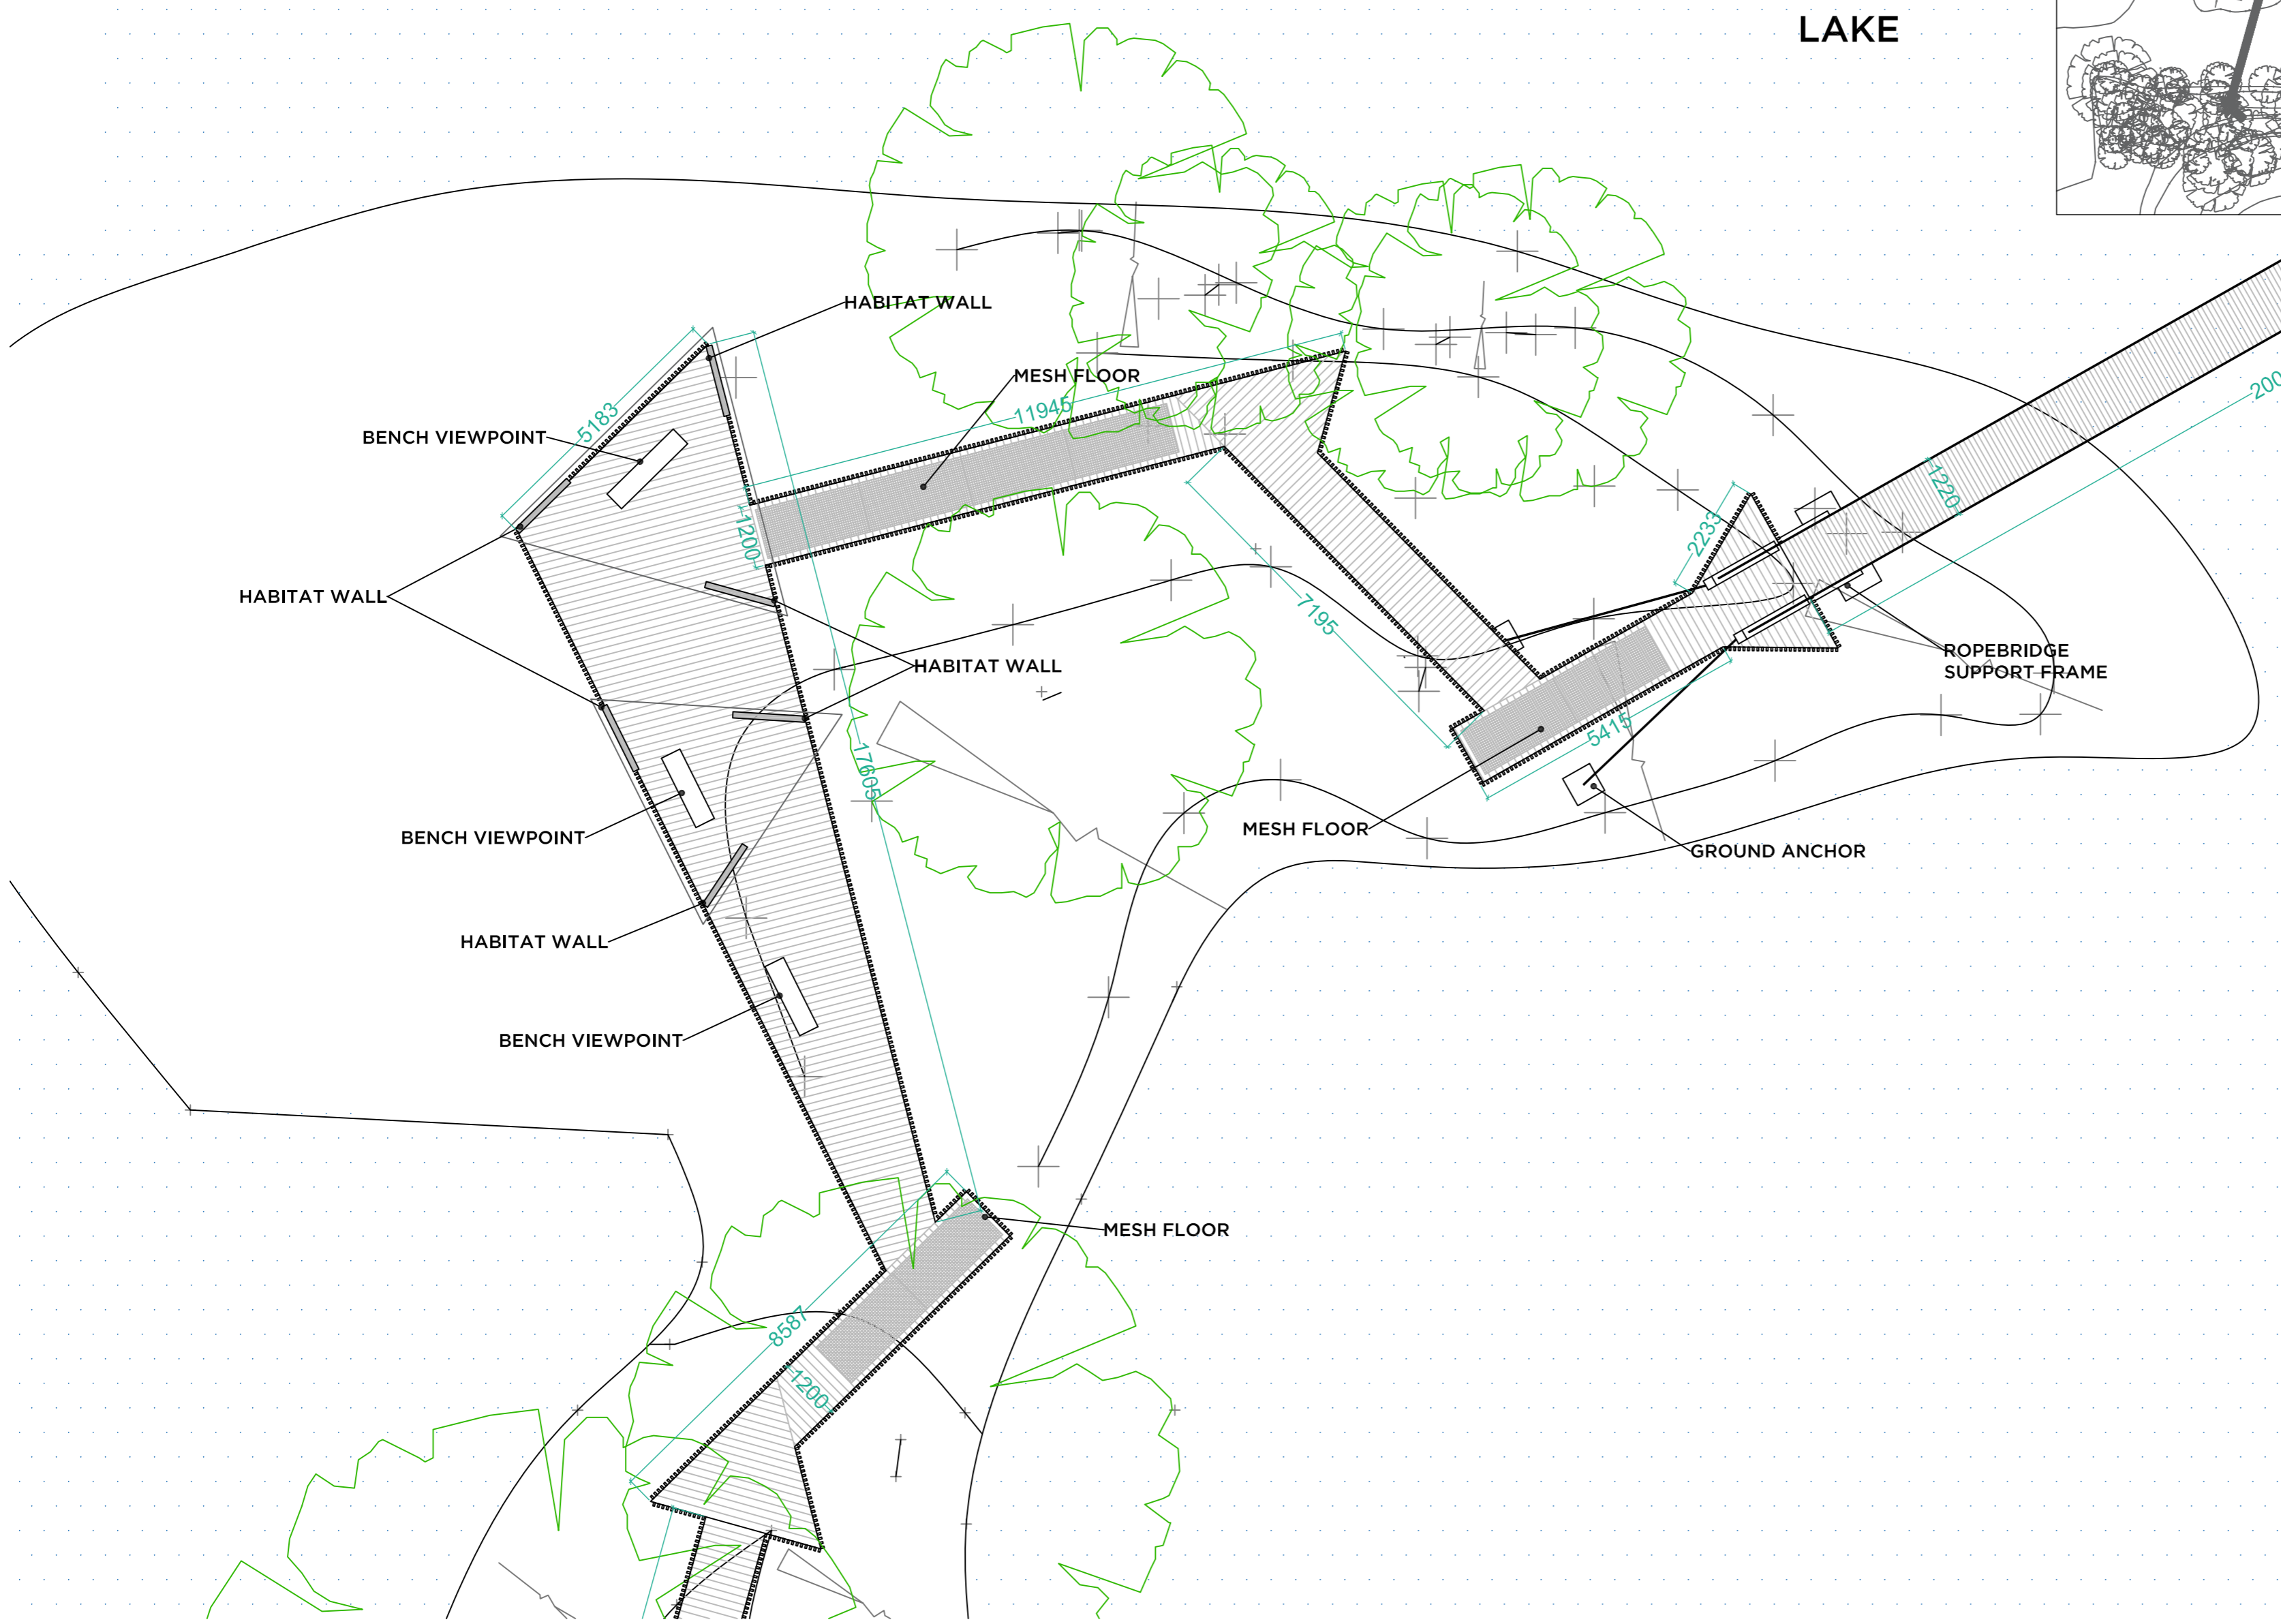 LAKE
HABITAT WALL
MESH FLOOR
11945
5183
BENCH VIEWPOINT
200
1220
1200
2233
HABITAT WALL
7195
HABITAT WALL
ROPEBRIDGE
SUPPORT FRAME
5415
17605
BENCH VIEWPOINT
MESH FLOOR
GROUND ANCHOR
HABITAT WALL
BENCH VIEWPOINT
MESH FLOOR
8587
1200